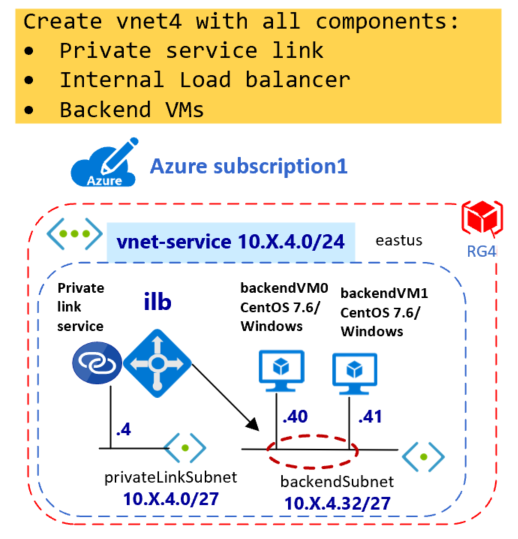 Create vnet4 with all components:
• Private service link
• Internal Load balancer
• Backend VMs
Azure
Azure subscription1
vnet-service 10.X.4.0/24
eastus
RG4
Private
link
service
ilb
backendVM0
CentOS 7.6/
Windows
backendVM1
CentOS 7.6/
Windows
.4
.40
.41
privateLinkSubnet
10.X.4.0/27
backendSubnet
10.X.4.32/27